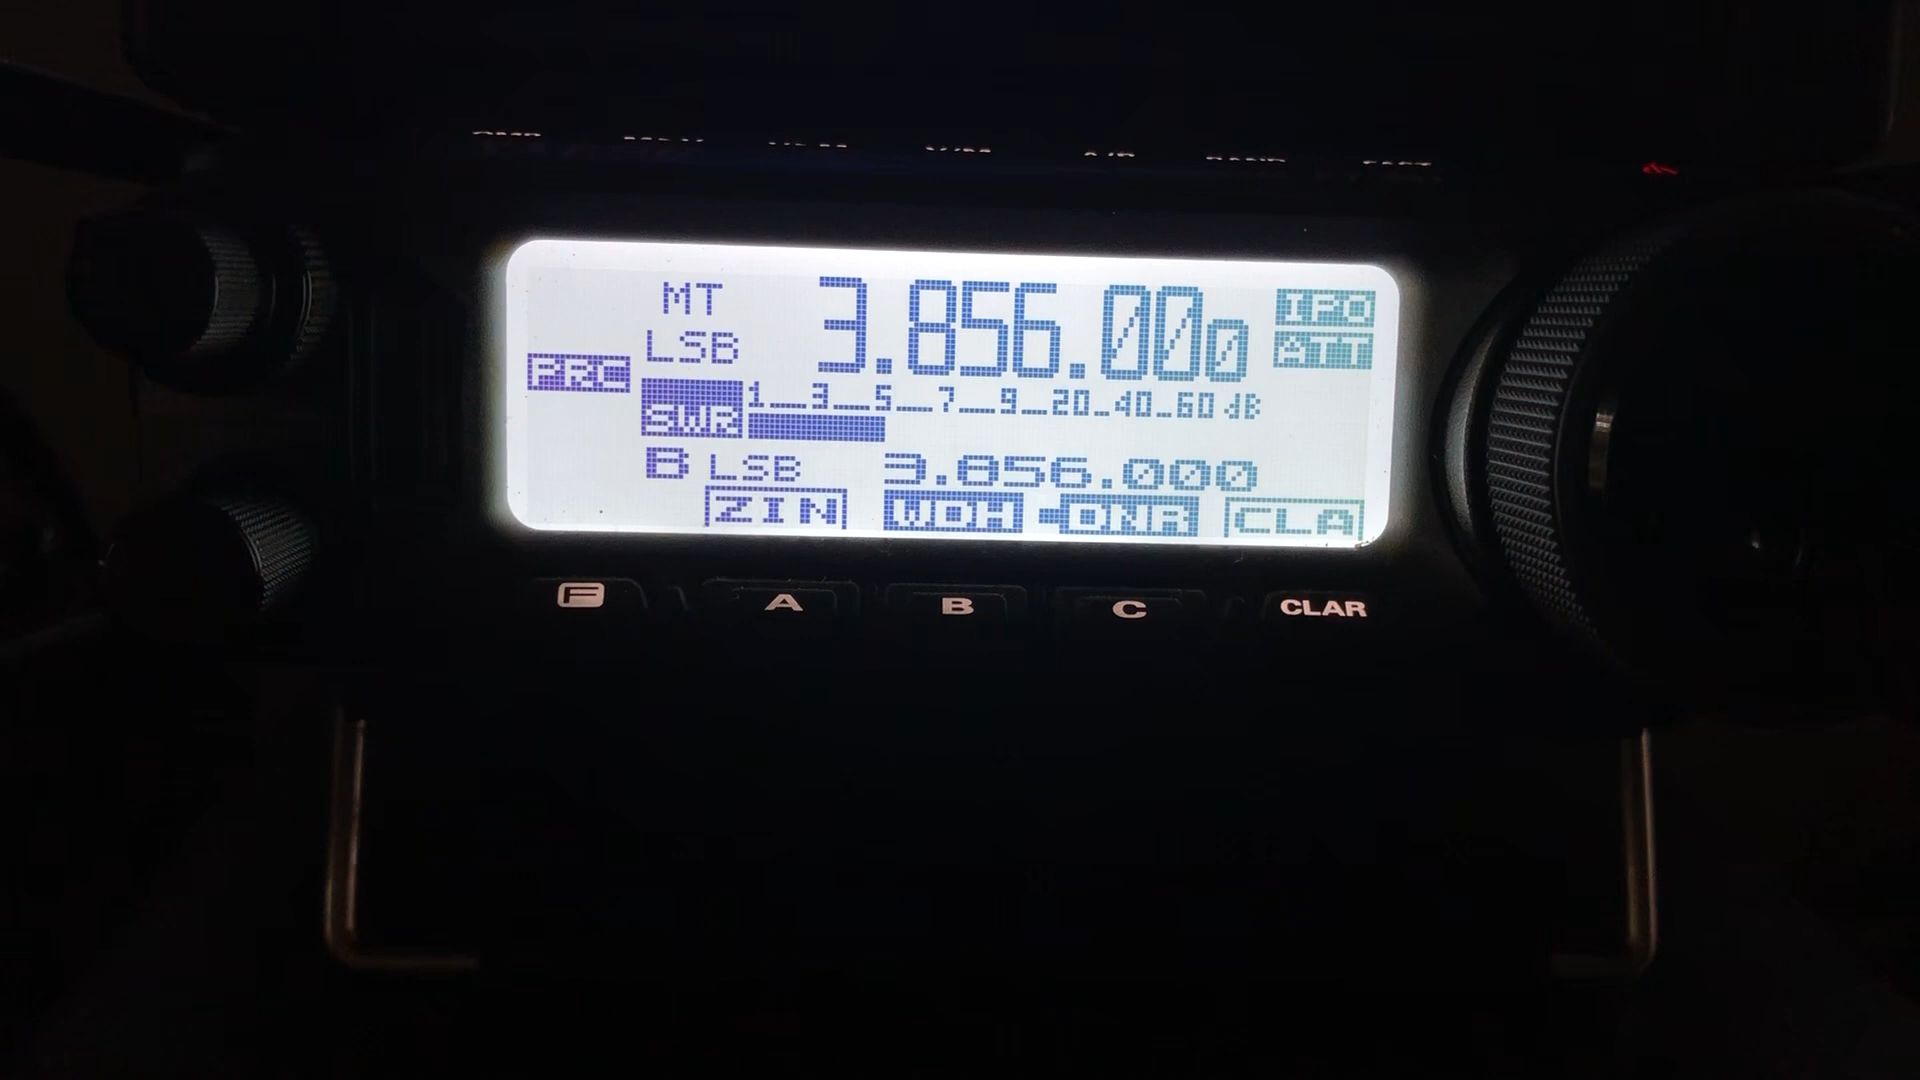 MT 3.856.000 IPO
LSB ATT
PRC
1 3 5 7 9 20 40 60 dB
SWR
B LSB 3.856.000
ZIN WDH DNR CLA
F A B C CLAR